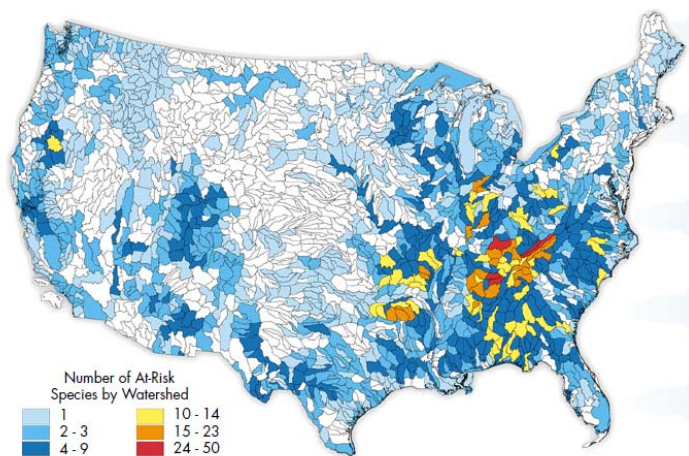 Number of At-Risk
Species by Watershed
1
2 - 3
4 - 9
10 - 14
15 - 23
24 - 50